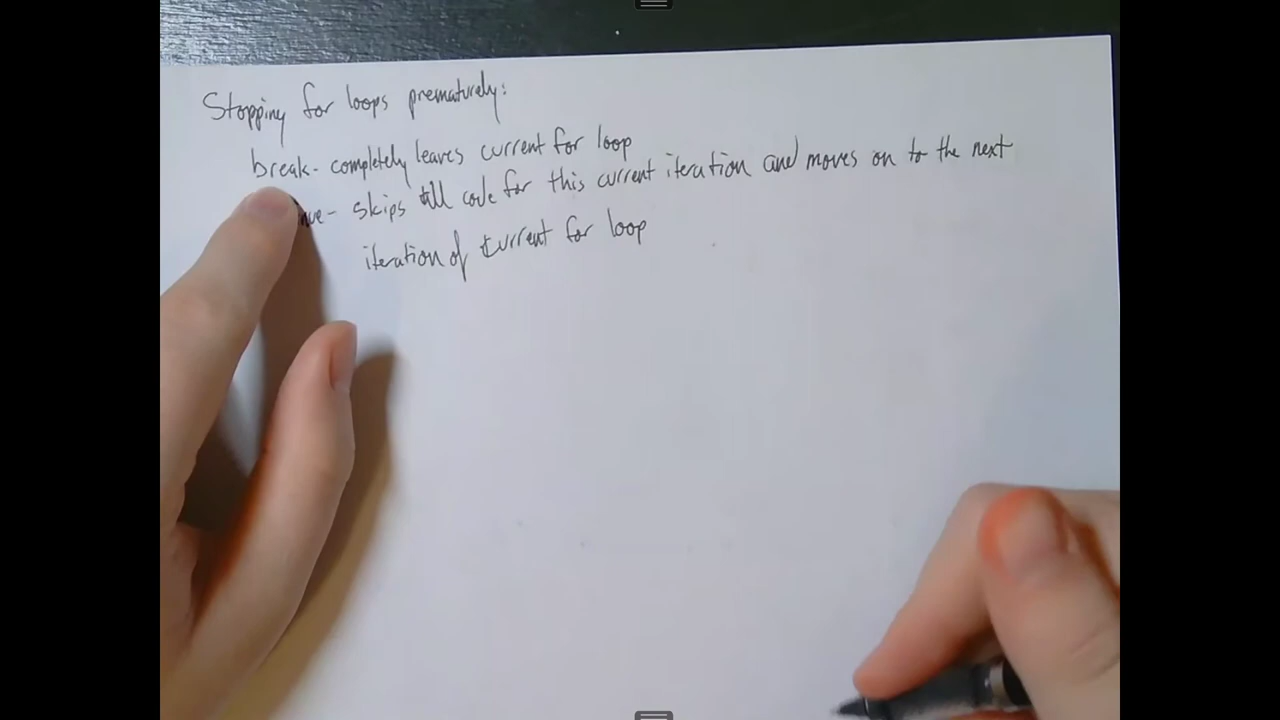 Stopping for loops prematurely:
break- completely leaves current for loop
- skips all code for this current iteration and moves on to the next
iteration of current for loop